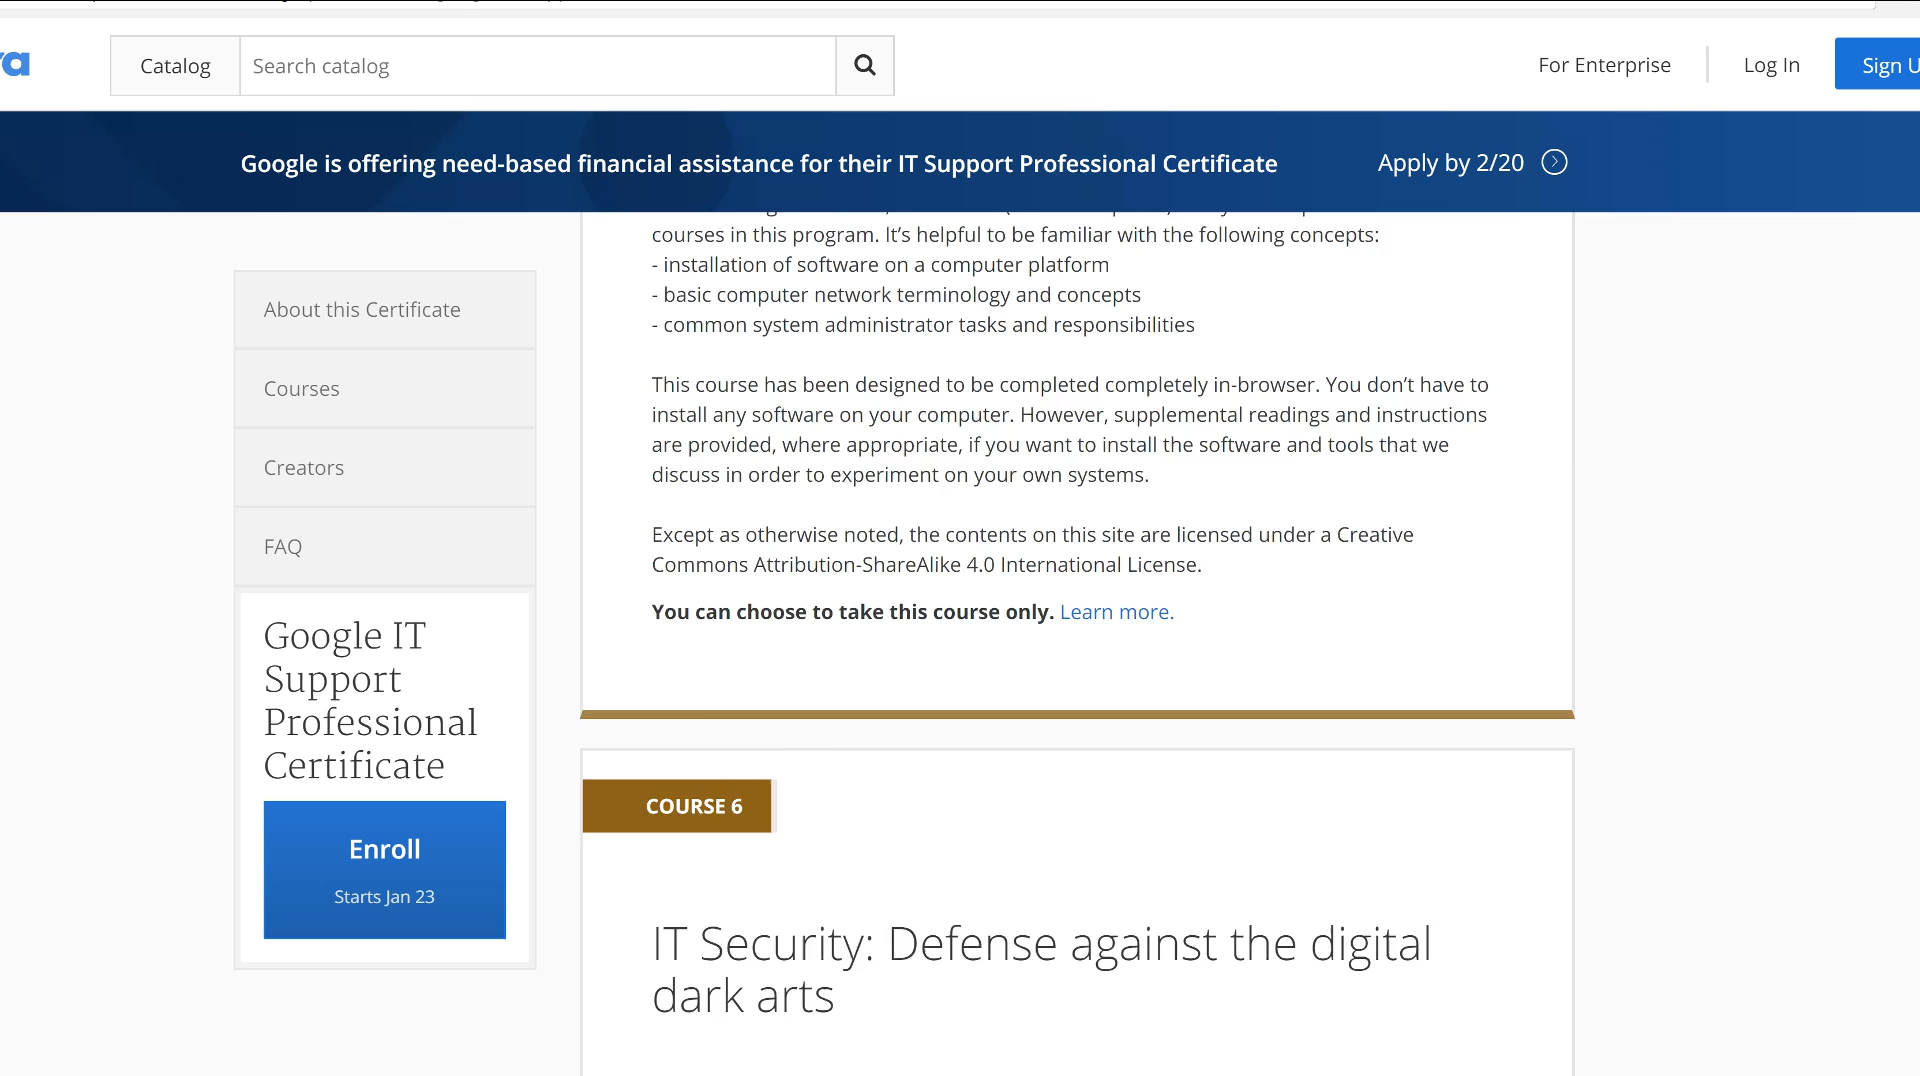 Catalog
Search catalog
For Enterprise
Log In
Sign
Google is offering need-based financial assistance for their IT Support Professional Certificate
Apply by 2/20
About this Certificate
Courses
Creators
FAQ
Google IT
Support
Professional
Certificate
Enroll
Starts Jan 23
courses in this program. It’s helpful to be familiar with the following concepts:
- installation of software on a computer platform
- basic computer network terminology and concepts
- common system administrator tasks and responsibilities
This course has been designed to be completed completely in-browser. You don’t have to
install any software on your computer. However, supplemental readings and instructions
are provided, where appropriate, if you want to install the software and tools that we
discuss in order to experiment on your own systems.
Except as otherwise noted, the contents on this site are licensed under a Creative
Commons Attribution-ShareAlike 4.0 International License.
You can choose to take this course only. Learn more.
COURSE 6
IT Security: Defense against the digital
dark arts